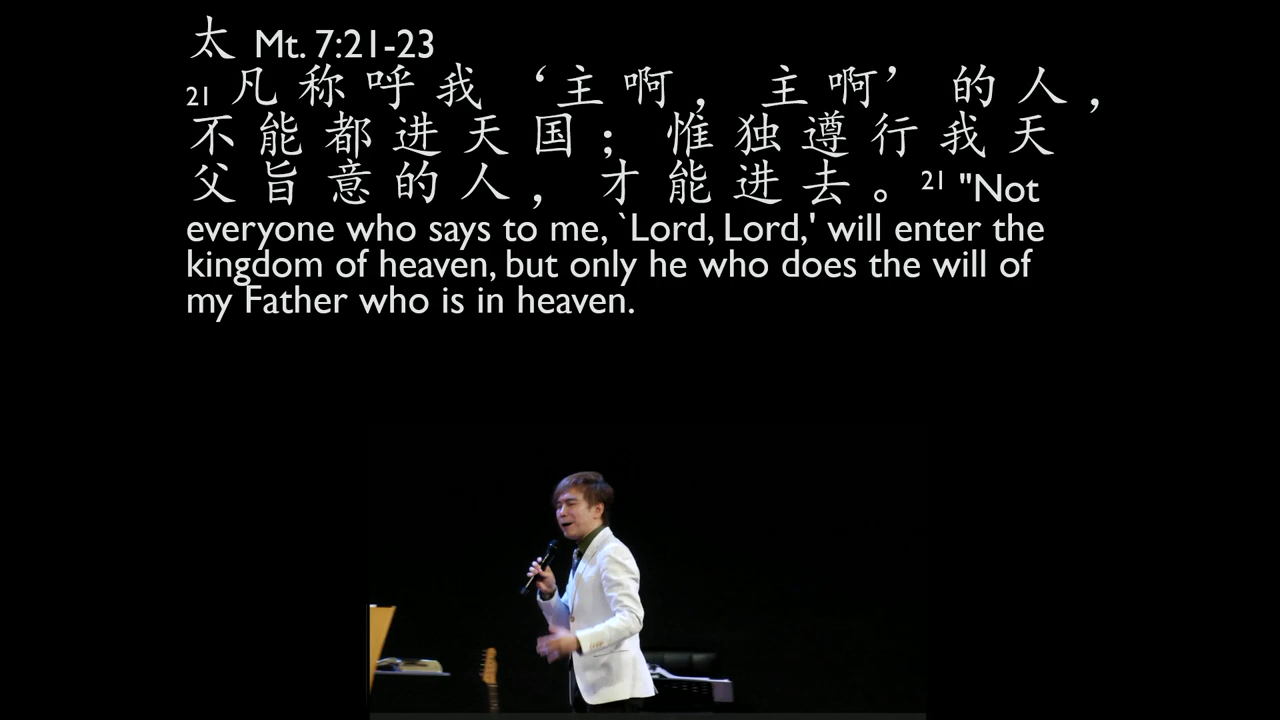 太 Mt. 7:21-23
21 凡称呼我‘主啊，主啊’的人，
不能都进天国；惟独遵行我天
父旨意的人，才能进去。21 "Not
everyone who says to me, `Lord, Lord,' will enter the
kingdom of heaven, but only he who does the will of
my Father who is in heaven.